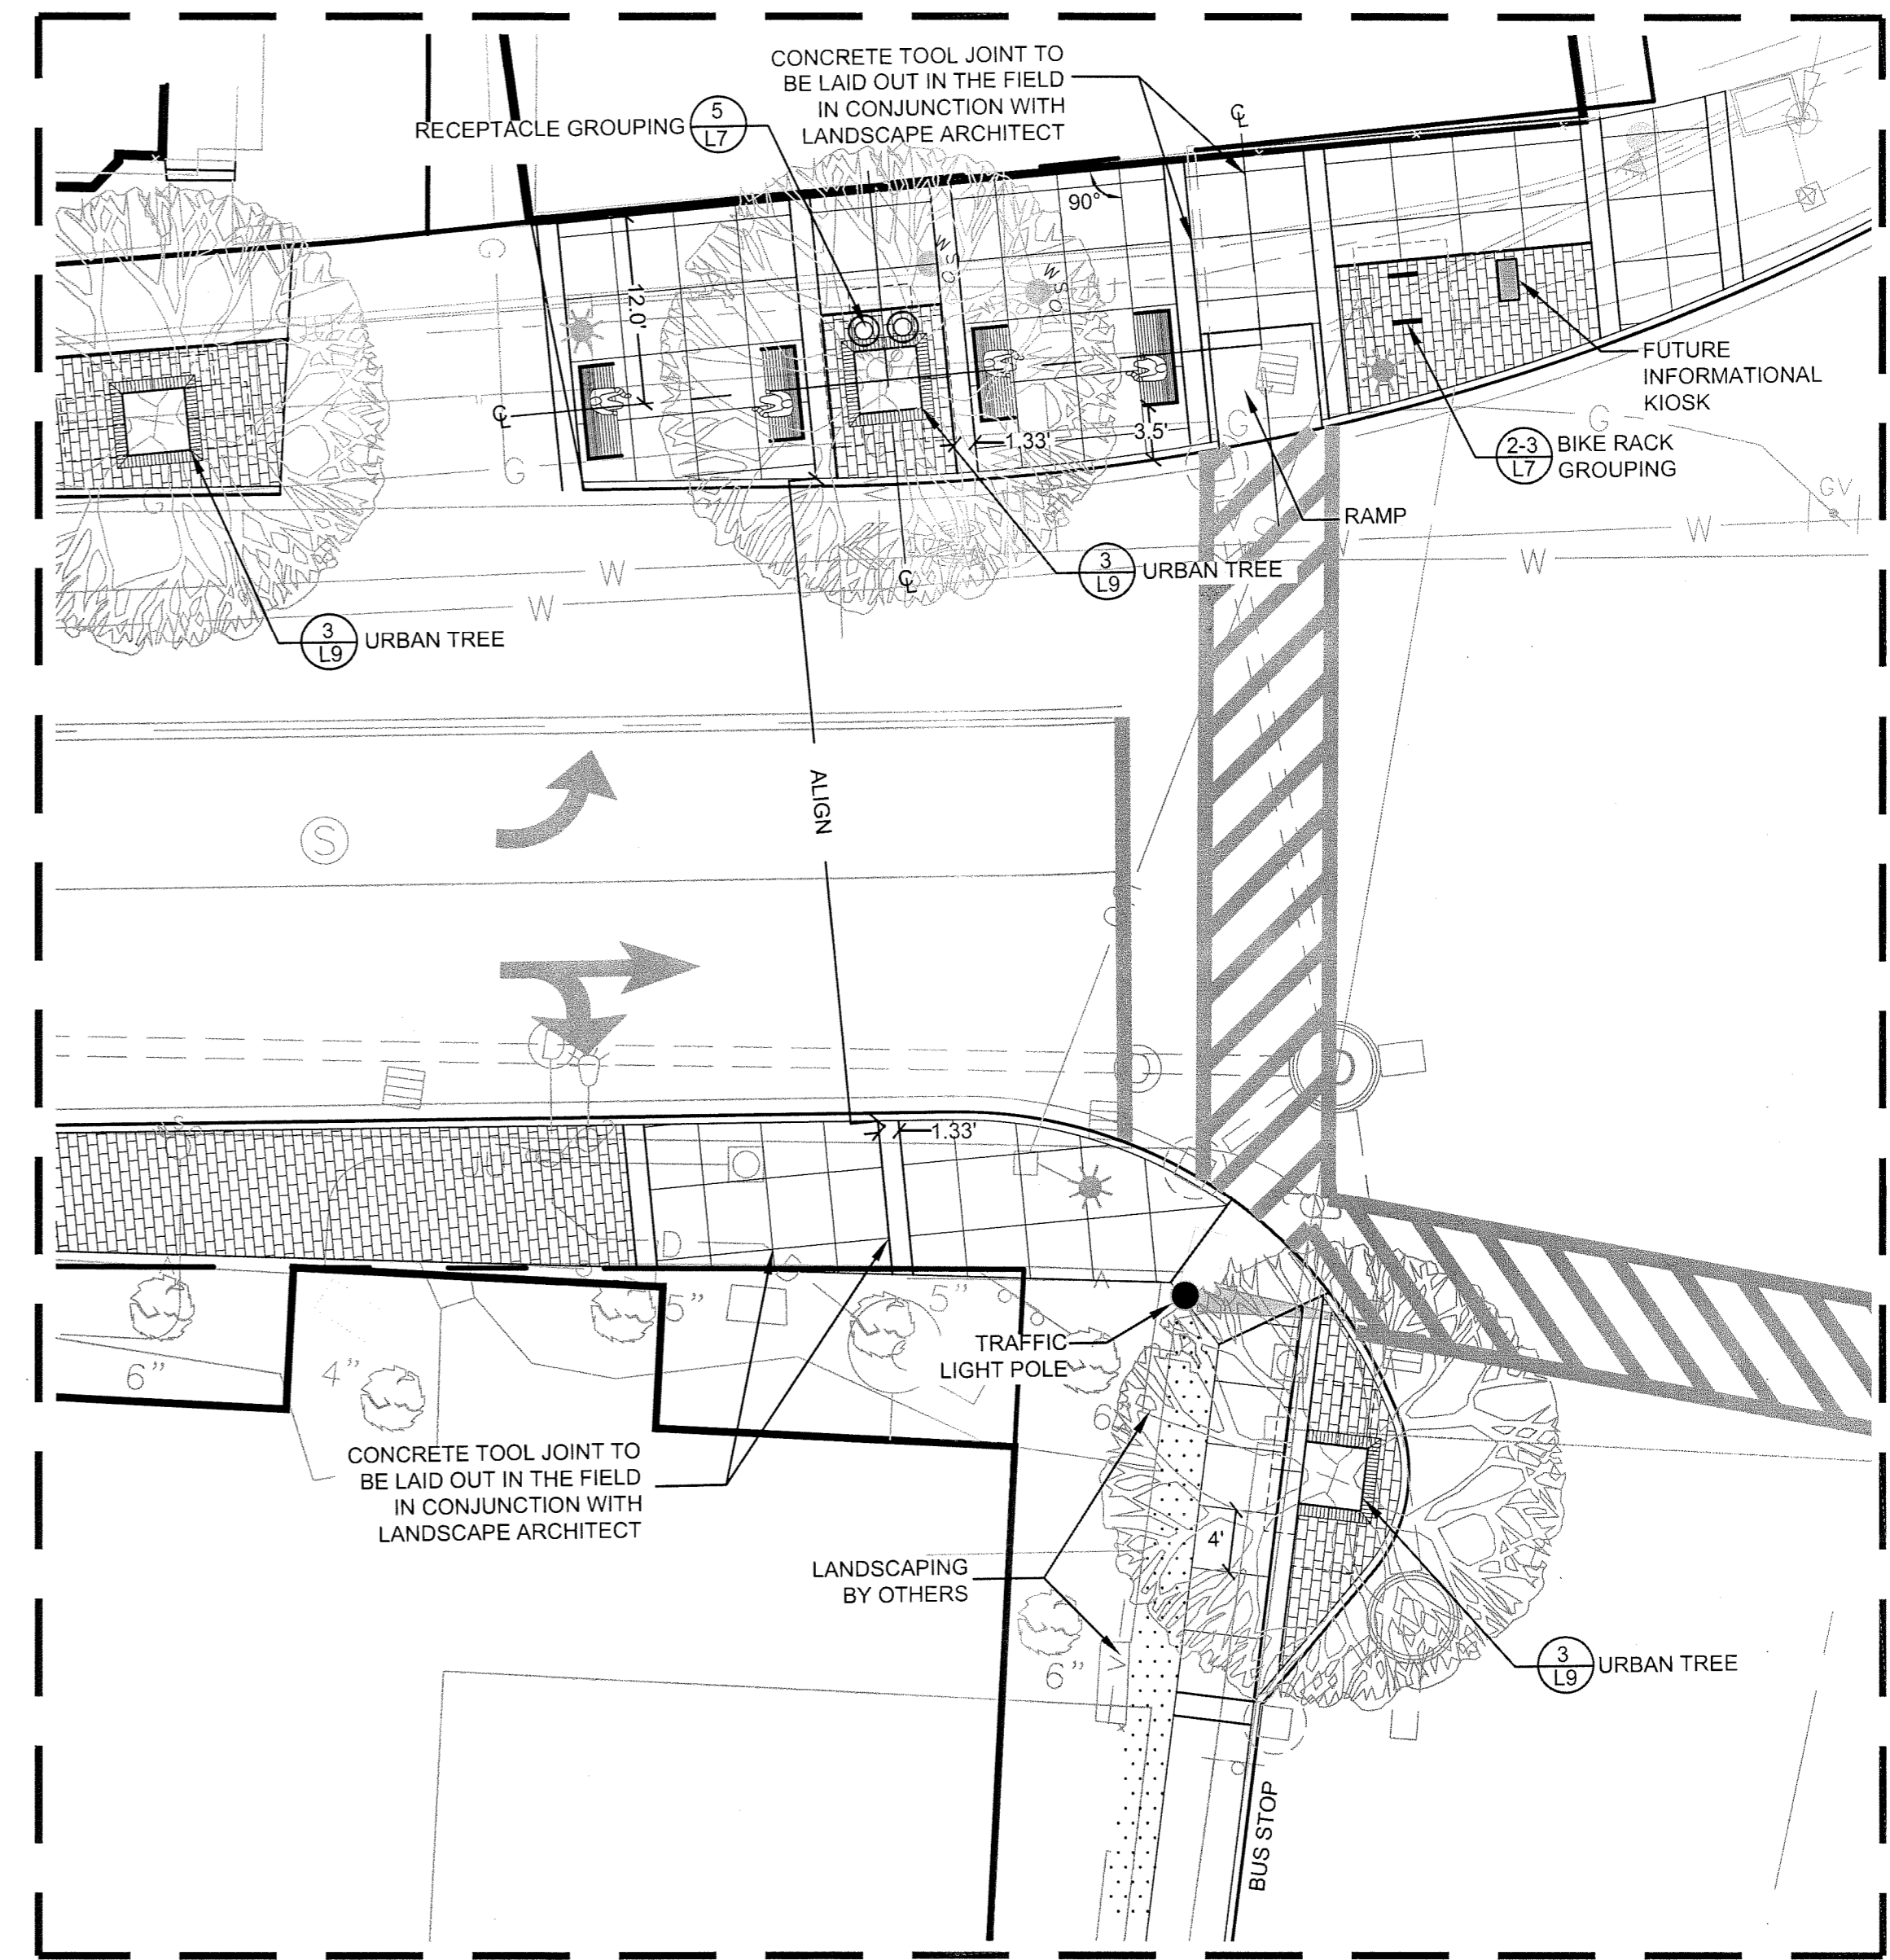 CONCRETE TOOL JOINT TO
BE LAID OUT IN THE FIELD
IN CONJUNCTION WITH
LANDSCAPE ARCHITECT
RECEPTACLE GROUPING
5
L7
℄
90°
12.0'
WSO
WSO
G
G
G
℄
1.33'
3.5'
G
FUTURE
INFORMATIONAL
KIOSK
G
2-3
L7
BIKE RACK
GROUPING
GV
RAMP
W
W
W
W
℄
3
L9
URBAN TREE
3
L9
URBAN TREE
ALIGN
S
D
D
1.33'
D
5"
5"
6"
4"
TRAFFIC
LIGHT POLE
6
CONCRETE TOOL JOINT TO
BE LAID OUT IN THE FIELD
IN CONJUNCTION WITH
LANDSCAPE ARCHITECT
4'
LANDSCAPING
BY OTHERS
6"
3
L9
URBAN TREE
BUS STOP